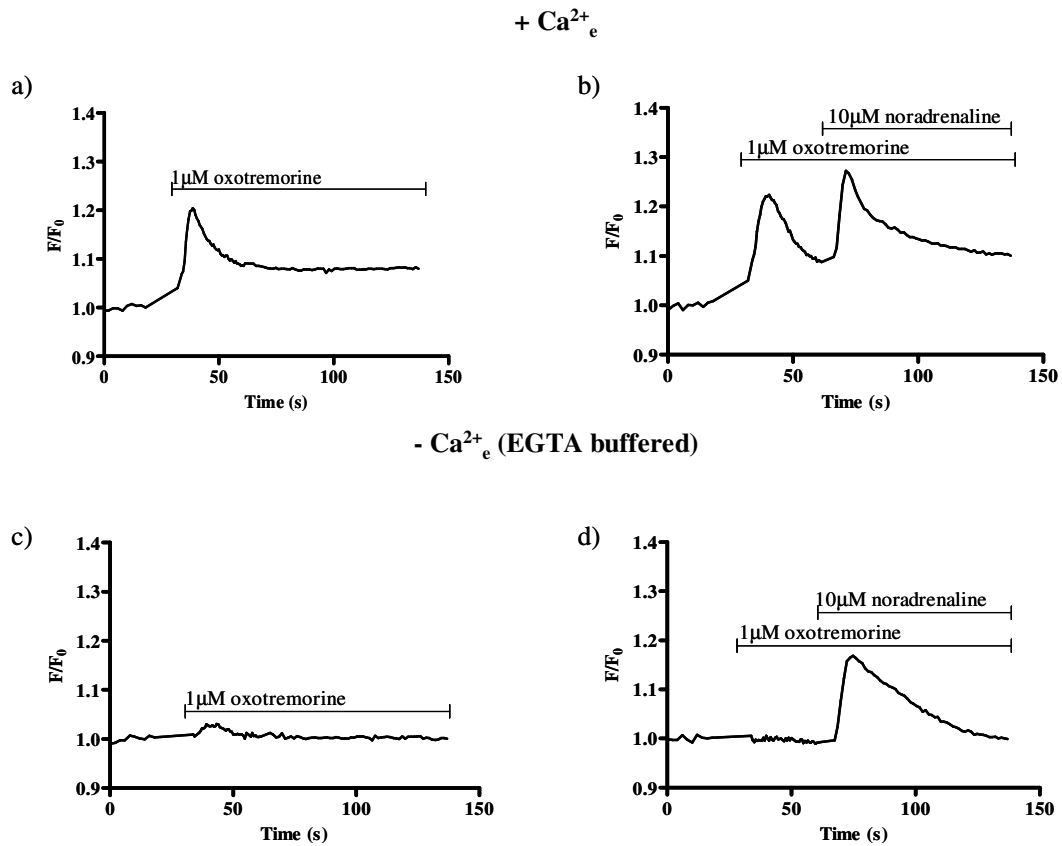 + Ca²⁺ₑ
a)
b)
1.4
1.3
1.2
1.1
1.0
0.9
F/F₀
1μM oxotremorine
0
50
100
150
Time (s)
1.4
1.3
1.2
1.1
1.0
0.9
F/F₀
10μM noradrenaline
1μM oxotremorine
0
50
100
150
Time (s)
- Ca²⁺ₑ (EGTA buffered)
c)
d)
1.4
1.3
1.2
1.1
1.0
0.9
F/F₀
1μM oxotremorine
0
50
100
150
Time (s)
1.4
1.3
1.2
1.1
1.0
0.9
F/F₀
10μM noradrenaline
1μM oxotremorine
0
50
100
150
Time (s)